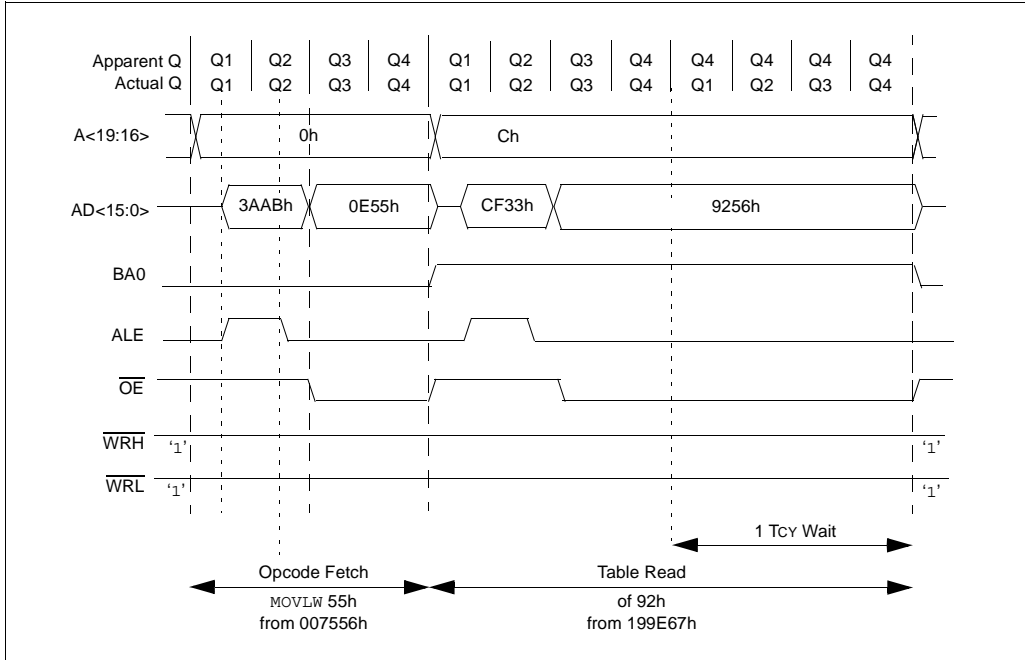 Apparent Q Q1 Q2 Q3 Q4 Q1 Q2 Q3 Q4 Q4 Q4 Q4 Q4
Actual Q Q1 Q2 Q3 Q4 Q1 Q2 Q3 Q4 Q1 Q2 Q3 Q4
A<19:16> 0h Ch
AD<15:0> 3AABh 0E55h CF33h 9256h
BA0
ALE
OE
WRH '1' '1'
WRL '1' '1'
1 TCY Wait
Opcode Fetch Table Read
MOVLW 55h of 92h
from 007556h from 199E67h